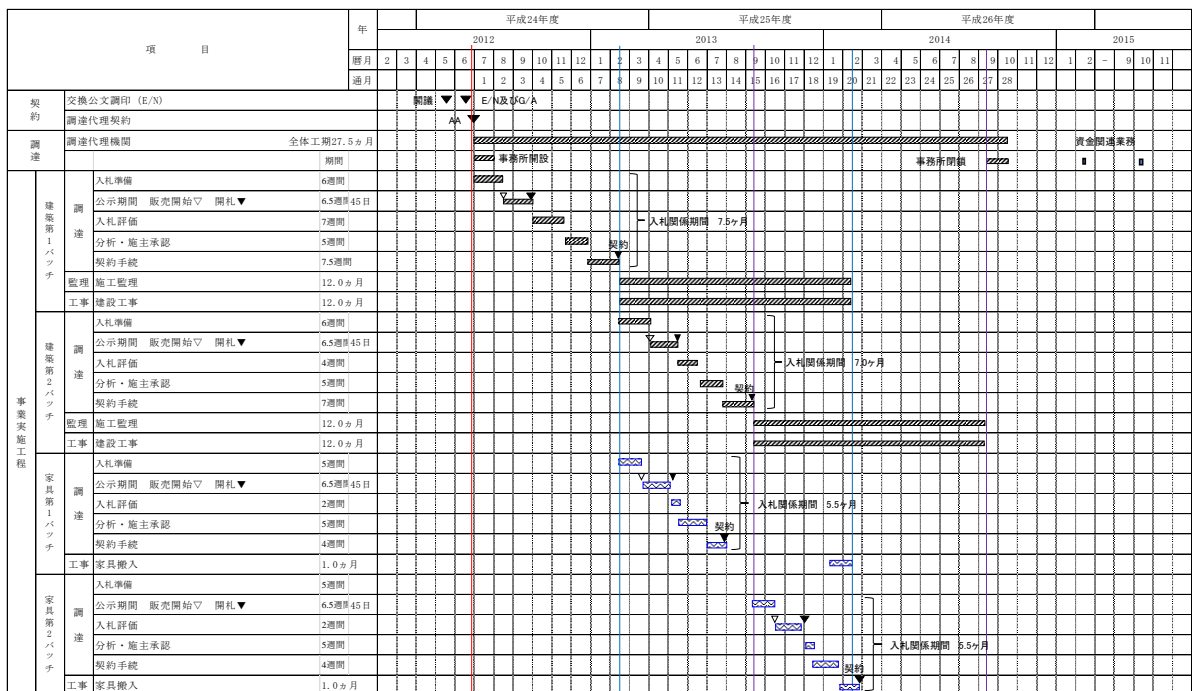 項 目 年 平成24年度 平成25年度 平成26年度
2012 2013 2014 2015
暦月 2 3 4 5 6 7 8 9 10 11 12 1 2 3 4 5 6 7 8 9 10 11 12 1 2 3 4 5 6 7 8 9 10 11 12 1 2 - 9 10 11
通月 1 2 3 4 5 6 7 8 9 10 11 12 13 14 15 16 17 18 19 20 21 22 23 24 25 26 27 28
契約 交換公文調印 (E/N) 閣議 ▼ ▼ E/N及びG/A
調達代理契約 AA ▼
調達 調達代理機関 全体工期27.5ヵ月 資金関連業務
期間 事務所開設 事務所閉鎖
事業実施工程
建築第1バッチ 調達 入札準備 6週間
公示期間 販売開始▽ 開札▼ 6.5週間 45日 ▽ ▼
入札評価 7週間 入札関係期間 7.5ヶ月
分析・施主承認 5週間
契約手続 7.5週間 契約 ▼
監理 施工監理 12.0ヵ月
工事 建設工事 12.0ヵ月
建築第2バッチ 調達 入札準備 6週間
公示期間 販売開始▽ 開札▼ 6.5週間 45日 ▽ ▼
入札評価 4週間 入札関係期間 7.0ヶ月
分析・施主承認 5週間
契約手続 7週間 契約 ▼
監理 施工監理 12.0ヵ月
工事 建設工事 12.0ヵ月
家具第1バッチ 調達 入札準備 5週間
公示期間 販売開始▽ 開札▼ 6.5週間 45日 ▽ ▼
入札評価 2週間 入札関係期間 5.5ヶ月
分析・施主承認 5週間
契約手続 4週間 契約 ▼
工事 家具搬入 1.0ヵ月
家具第2バッチ 調達 入札準備 5週間
公示期間 販売開始▽ 開札▼ 6.5週間 45日
入札評価 2週間 ▽ ▼
分析・施主承認 5週間 入札関係期間 5.5ヶ月
契約手続 4週間 契約
工事 家具搬入 1.0ヵ月 ▼